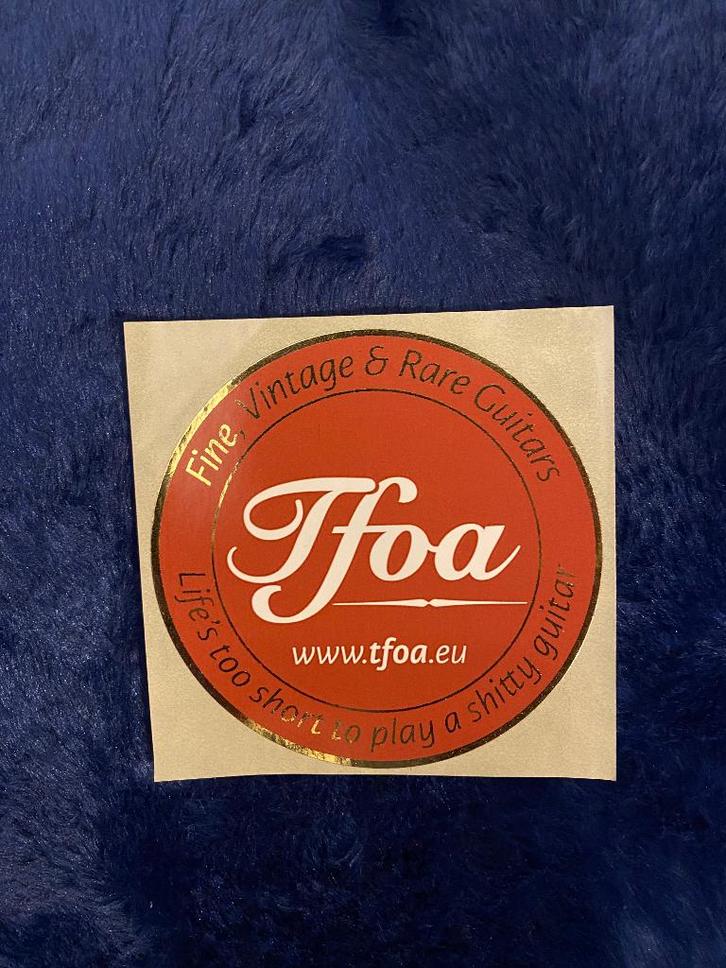 Fine, Vintage & Rare Guitars
Tfoa
www.tfoa.eu
Life's too short to play a shitty guitar